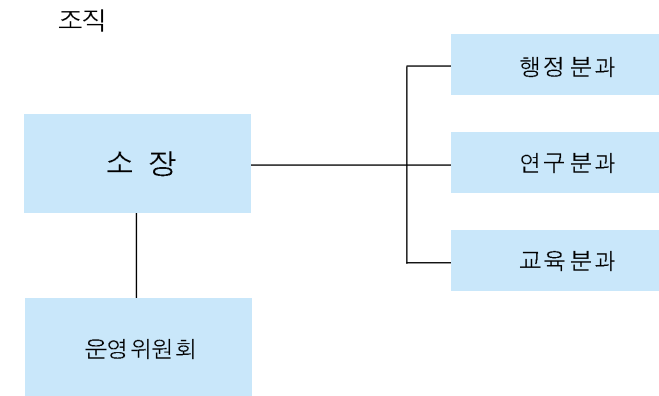 조직
행정분과
소 장
연구분과
교육분과
운영위원회